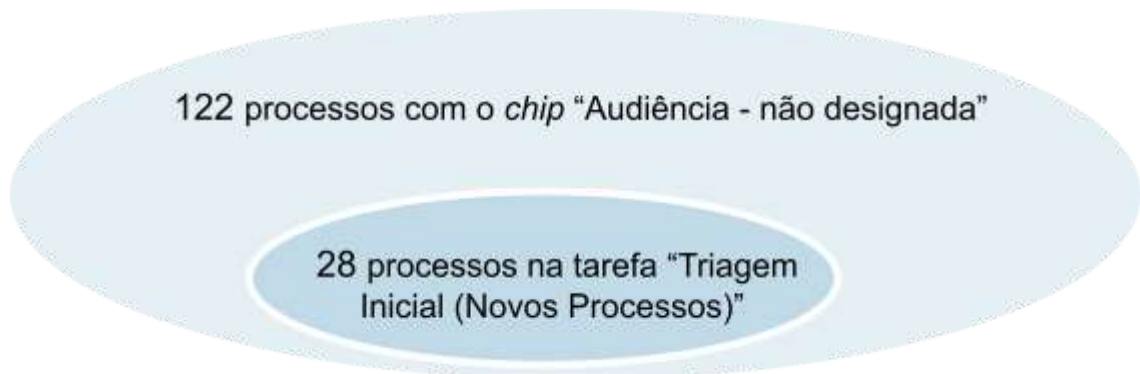 122 processos com o chip “Audiência - não designada”
28 processos na tarefa “Triagem
Inicial (Novos Processos)”